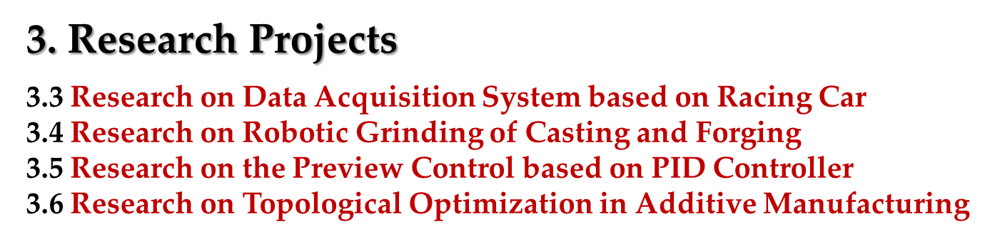 3. Research Projects
3.3 Research on Data Acquisition System based on Racing Car
3.4 Research on Robotic Grinding of Casting and Forging
3.5 Research on the Preview Control based on PID Controller
3.6 Research on Topological Optimization in Additive Manufacturing